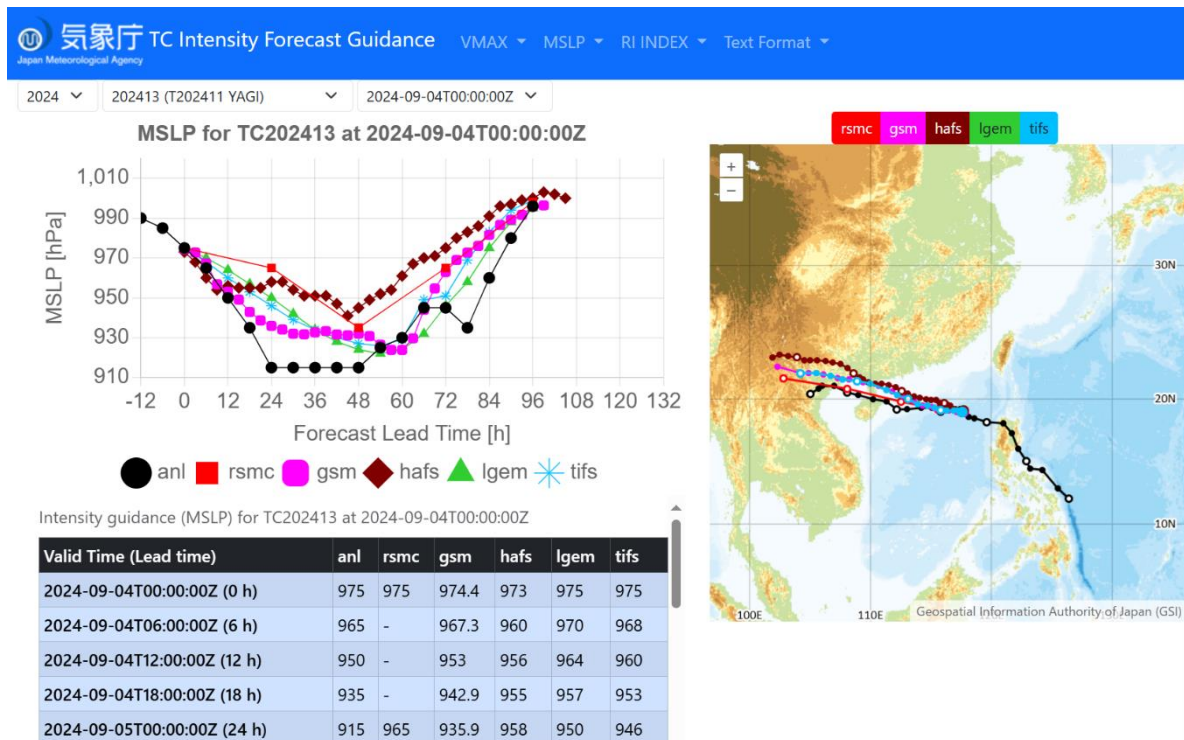 気象庁 TC Intensity Forecast Guidance VMAX MSLP RI INDEX Text Format
Japan Meteorological Agency
2024 202413 (T202411 YAGI) 2024-09-04T00:00:00Z
MSLP for TC202413 at 2024-09-04T00:00:00Z
MSLP [hPa]
1,010
990
970
950
930
910
-12 0 12 24 36 48 60 72 84 96 108 120 132
Forecast Lead Time [h]
anl rsmc gsm hafs lgem tifs
rsmc gsm hafs lgem tifs
+
−
30N
20N
10N
100E 110E
Geospatial Information Authority of Japan (GSI)
Intensity guidance (MSLP) for TC202413 at 2024-09-04T00:00:00Z
Valid Time (Lead time) anl rsmc gsm hafs lgem tifs
2024-09-04T00:00:00Z (0 h) 975 975 974.4 973 975 975
2024-09-04T06:00:00Z (6 h) 965 - 967.3 960 970 968
2024-09-04T12:00:00Z (12 h) 950 - 953 956 964 960
2024-09-04T18:00:00Z (18 h) 935 - 942.9 955 957 953
2024-09-05T00:00:00Z (24 h) 915 965 935.9 958 950 946